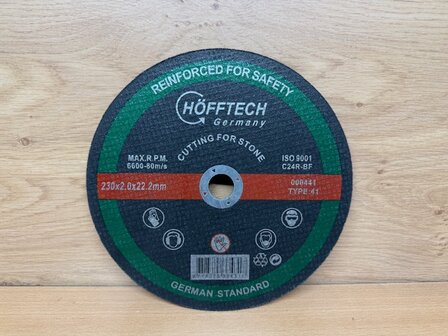 REINFORCED FOR SAFETY
HÖFFTECH
Germany
CUTTING FOR STONE
MAX.R.P.M.
6600-80m/s
ISO 9001
C24R-BF
230x2.0x22.2mm
000441
TYPE:41
GERMAN STANDARD